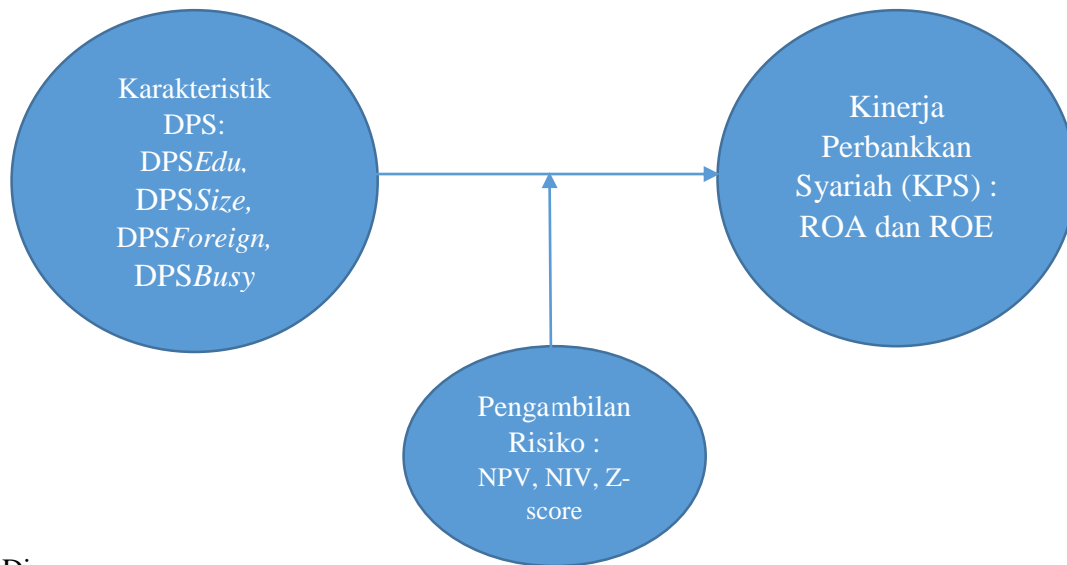 Karakteristik
DPS:
DPSEdu,
DPSSize,
DPSForeign,
DPSBusy
Kinerja
Perbankkan
Syariah (KPS) :
ROA dan ROE
Pengambilan
Risiko :
NPV, NIV, Z-
score